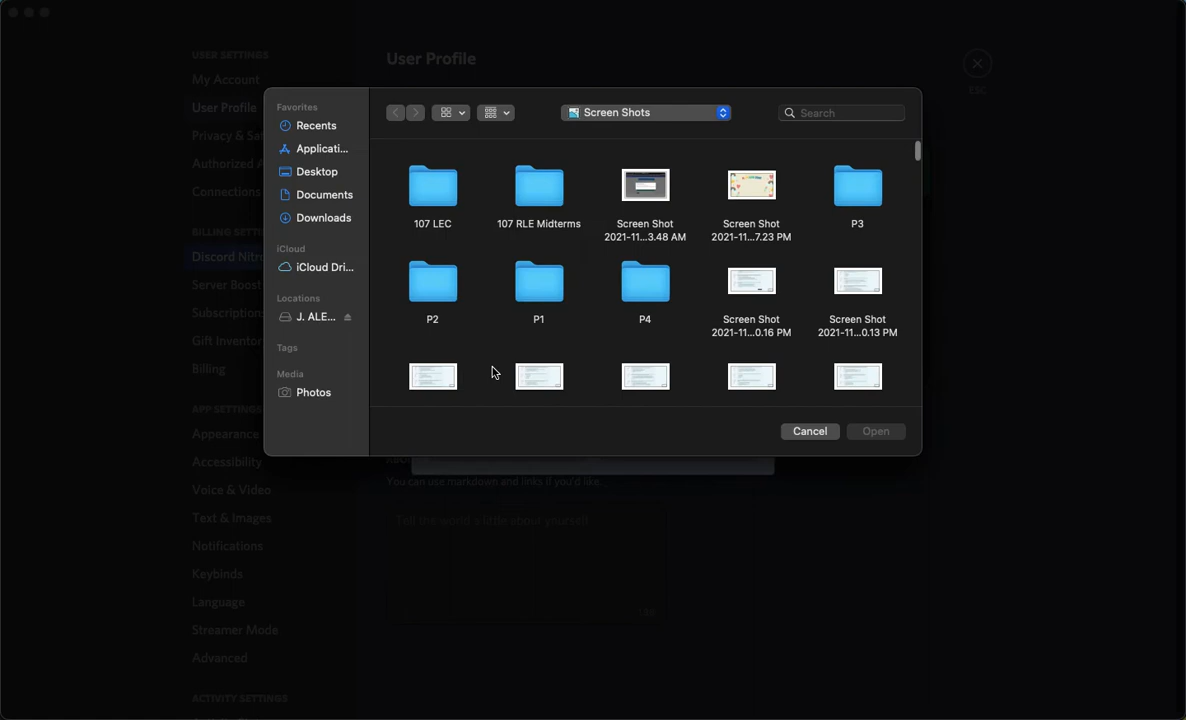 USER SETTINGS
User Profile
My Account
User Profile
ESC
Favorites
Recents
Applicati...
Desktop
Documents
Downloads
iCloud
iCloud Dri...
Locations
J. ALE...
Tags
Media
Photos
Screen Shots
Search
107 LEC
107 RLE Midterms
Screen Shot
2021-11...3.48 AM
Screen Shot
2021-11...7.23 PM
P3
P2
P1
P4
Screen Shot
2021-11...0.16 PM
Screen Shot
2021-11...0.13 PM
Cancel
Open
Privacy & Sa
Authorized A
Connections
BILLING SETTI
Discord Nitr
Server Boost
Subscription
Gift Inventor
Billing
APP SETTINGS
Appearance
Accessibility
Voice & Video
Text & Images
Notifications
Keybinds
Language
Streamer Mode
Advanced
ACTIVITY SETTINGS
You can use markdown and links if you'd like.
Tell the world a little about yourself